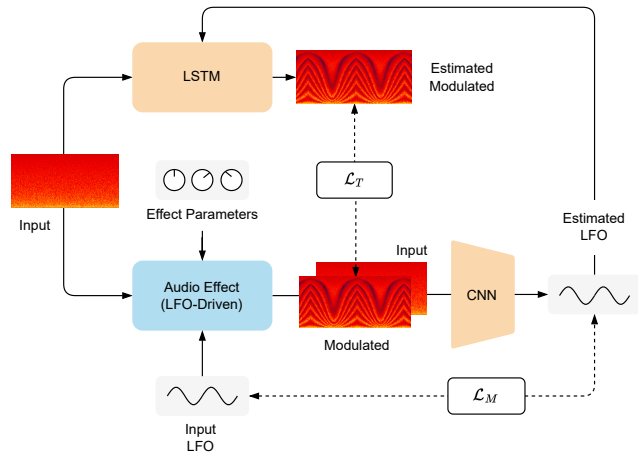 LSTM
Estimated
Modulated
Input
Effect Parameters
ℒ_T
Estimated
LFO
Audio Effect
(LFO-Driven)
Input
CNN
Modulated
ℒ_M
Input
LFO